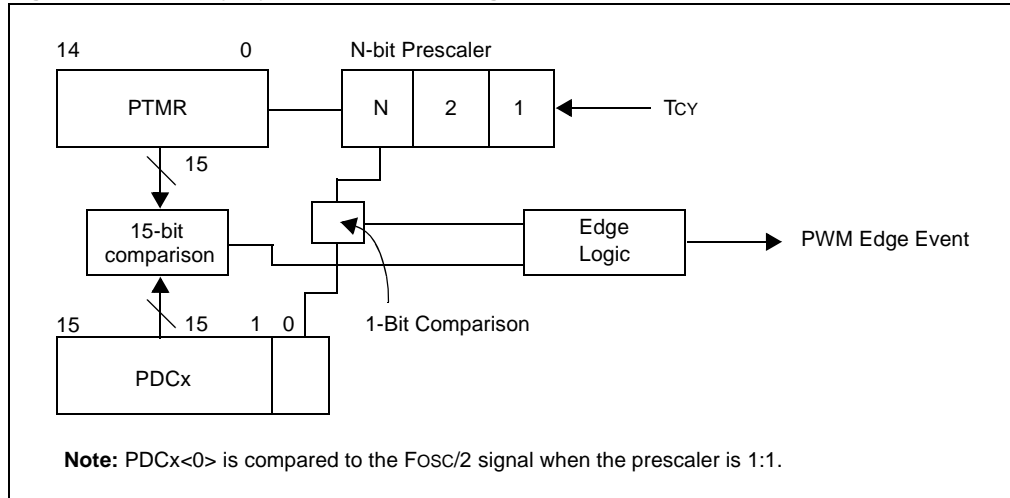 14 0 N-bit Prescaler
PTMR N 2 1 TCY
15
15-bit
comparison
Edge
Logic
PWM Edge Event
15 15 1 0 1-Bit Comparison
PDCx
Note: PDCx<0> is compared to the FOSC/2 signal when the prescaler is 1:1.